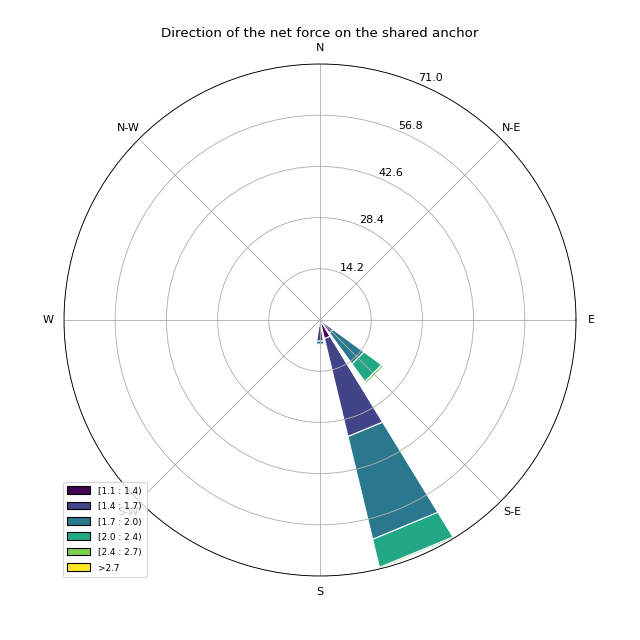 Direction of the net force on the shared anchor
N
71.0
N-W
56.8
N-E
42.6
28.4
14.2
W
E
[1.1 : 1.4)
[1.4 : 1.7)
S-W
S-E
[1.7 : 2.0)
[2.0 : 2.4)
[2.4 : 2.7)
>2.7
S